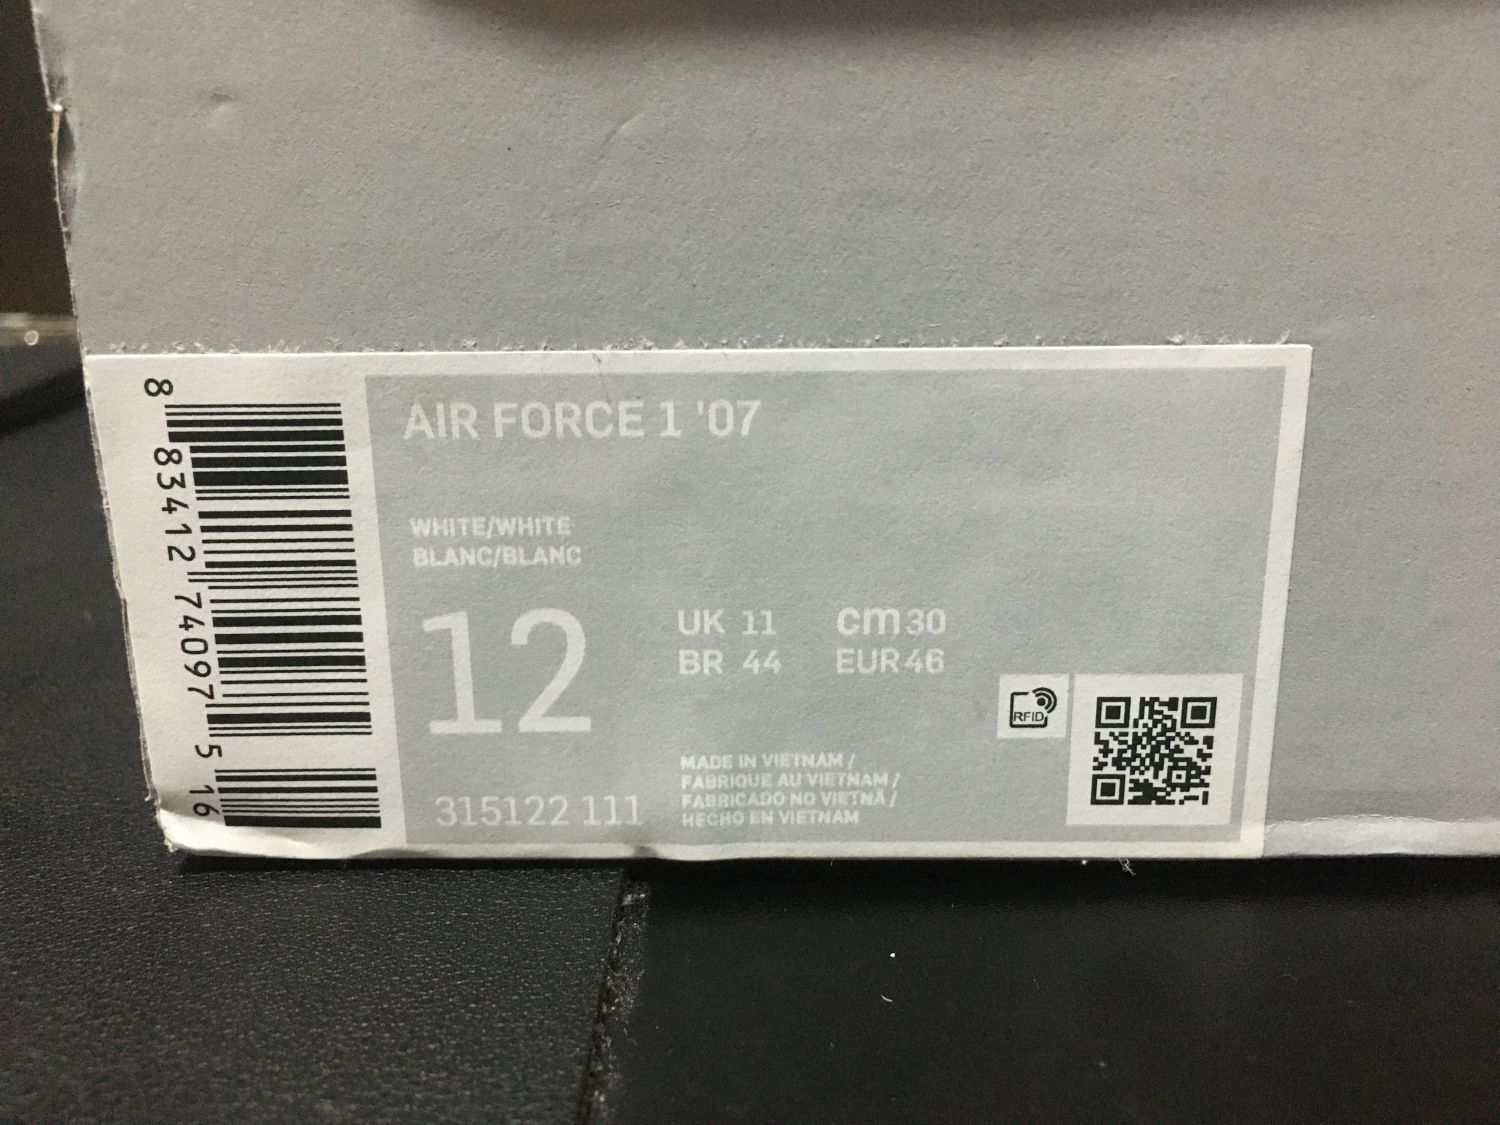 8 83412 74097 5 16
AIR FORCE 1 '07
WHITE/WHITE
BLANC/BLANC
12
UK 11 cm 30
BR 44 EUR 46
RFID
315122 111
MADE IN VIETNAM /
FABRIQUE AU VIETNAM /
FABRICADO NO VIETNÃ /
HECHO EN VIETNAM